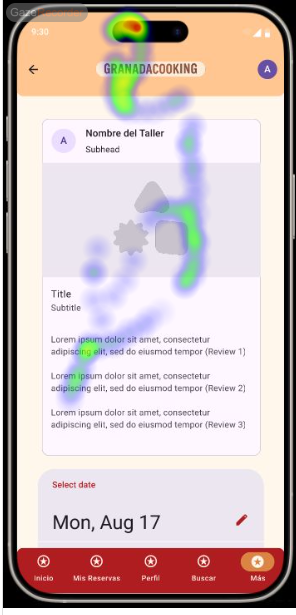 9:30
GRANADACOOKING
A
A
Nombre del Taller
Subhead
Title
Subtitle
Lorem ipsum dolor sit amet, consectetur
adipiscing elit, sed do eiusmod tempor (Review 1)
Lorem ipsum dolor sit amet, consectetur
adipiscing elit, sed do eiusmod tempor (Review 2)
Lorem ipsum dolor sit amet, consectetur
adipiscing elit, sed do eiusmod tempor (Review 3)
Select date
Mon, Aug 17
Inicio
Mis Reservas
Perfil
Buscar
Más